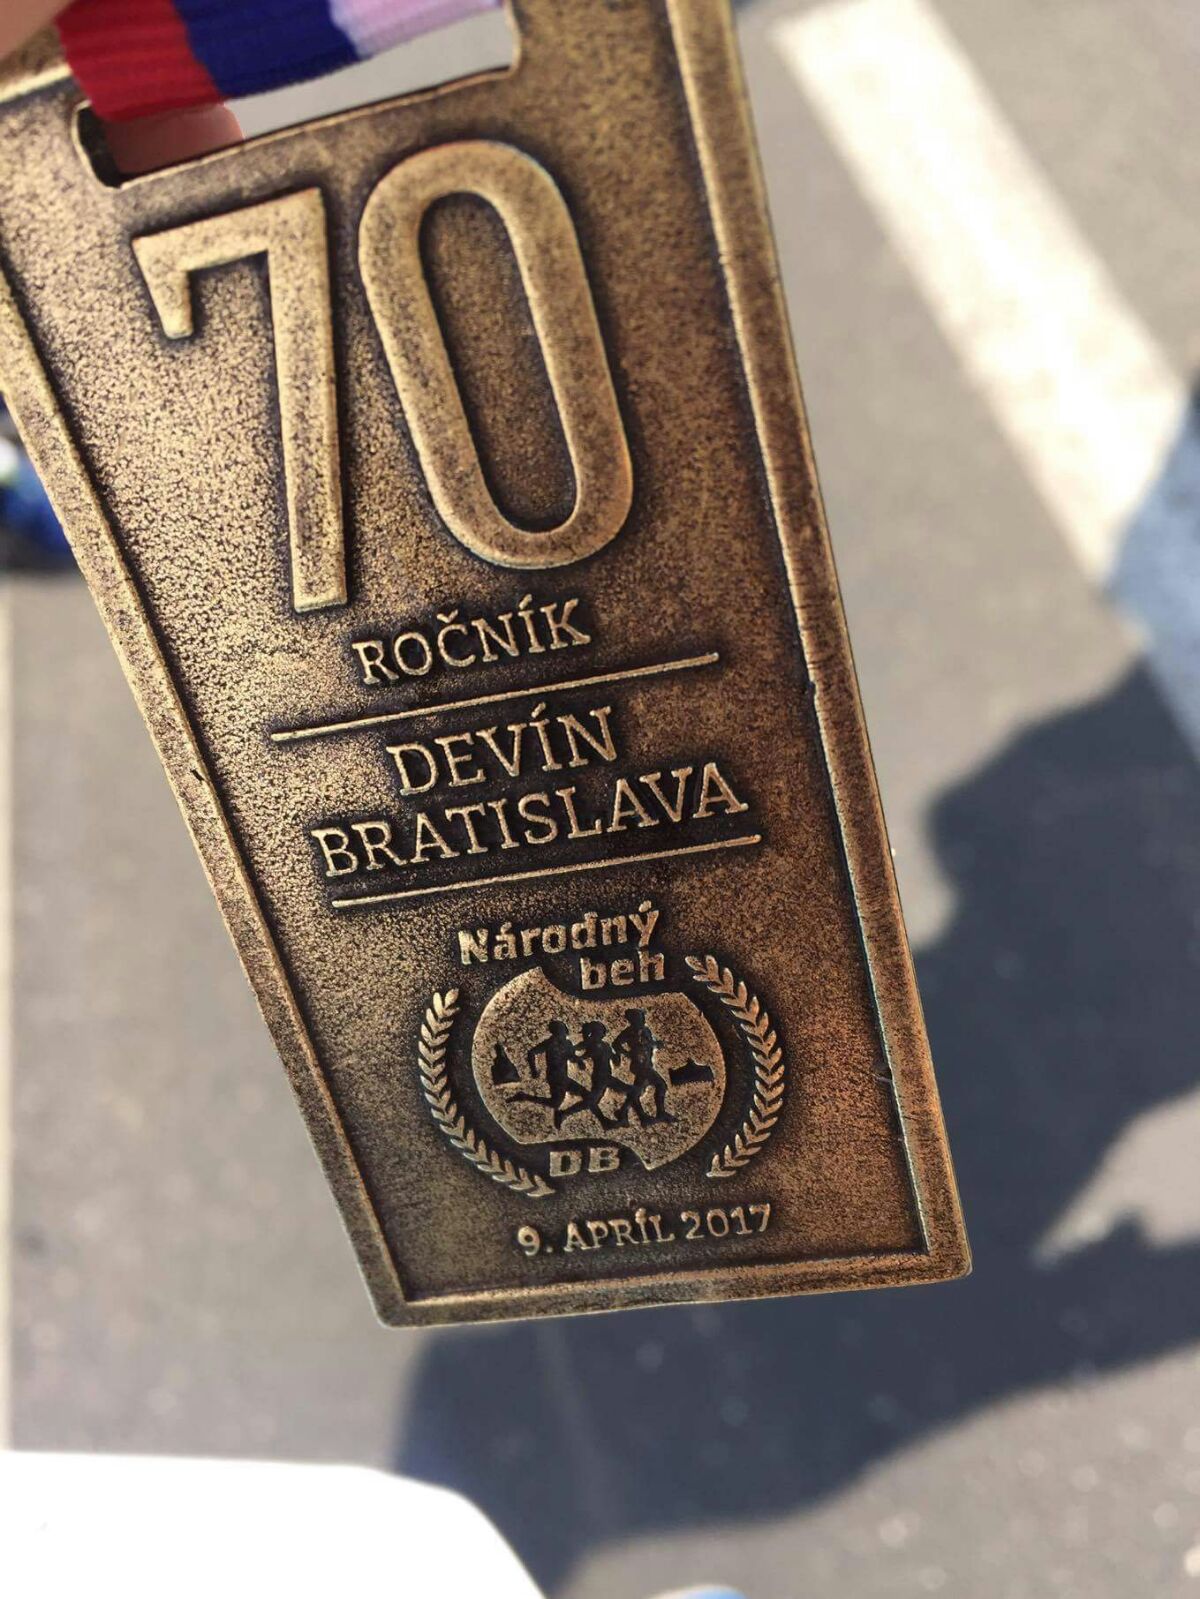 70
ROČNÍK
DEVÍN
BRATISLAVA
Národný
beh
DB
9. APRÍL 2017